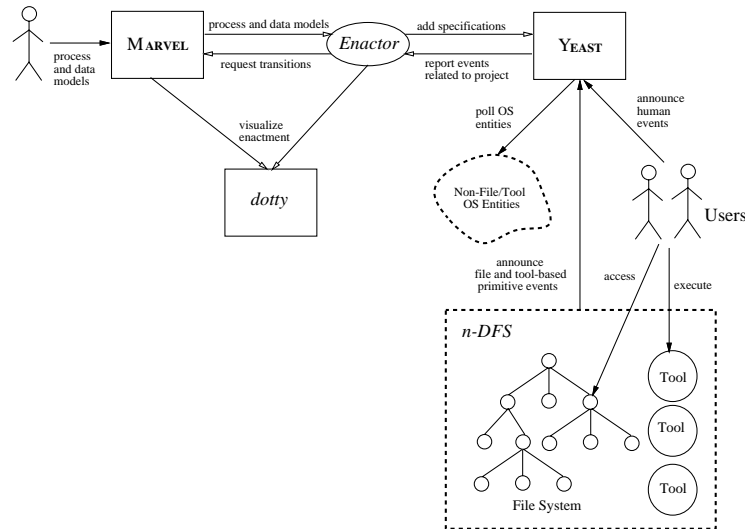 process and data models
add specifications
MARVEL
Enactor
YEAST
process
and data
models
request transitions
report events
related to project
visualize
enactment
poll OS
entities
announce
human
events
dotty
Non-File/Tool
OS Entities
Users
announce
file and tool-based
primitive events
access
execute
n-DFS
Tool
Tool
Tool
File System